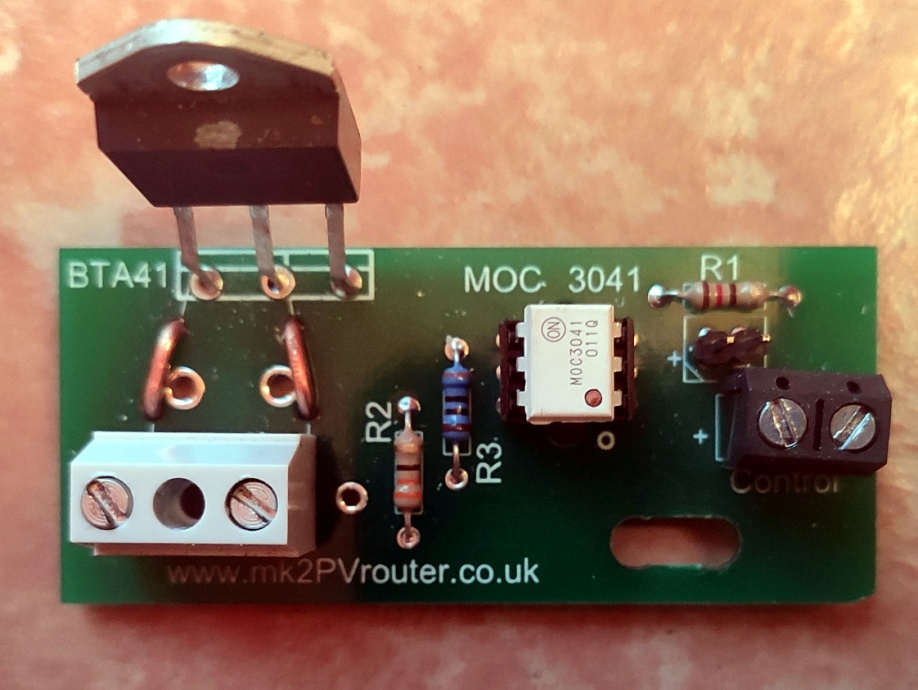 BTA41
MOC 3041
R1
ON
MOC3041
011Q
+
R2
R3
+
Control
www.mk2PVrouter.co.uk